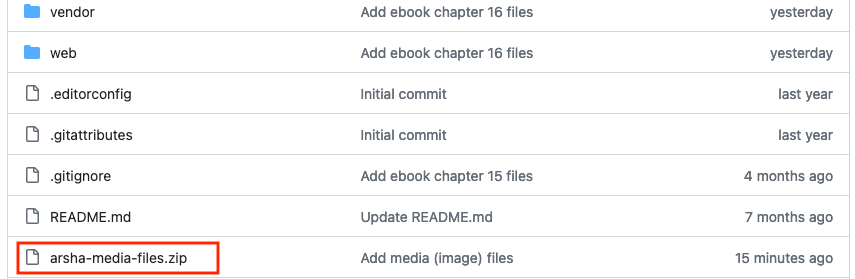 vendor Add ebook chapter 16 files yesterday
web Add ebook chapter 16 files yesterday
.editorconfig Initial commit last year
.gitattributes Initial commit last year
.gitignore Add ebook chapter 15 files 4 months ago
README.md Update README.md 7 months ago
arsha-media-files.zip Add media (image) files 15 minutes ago